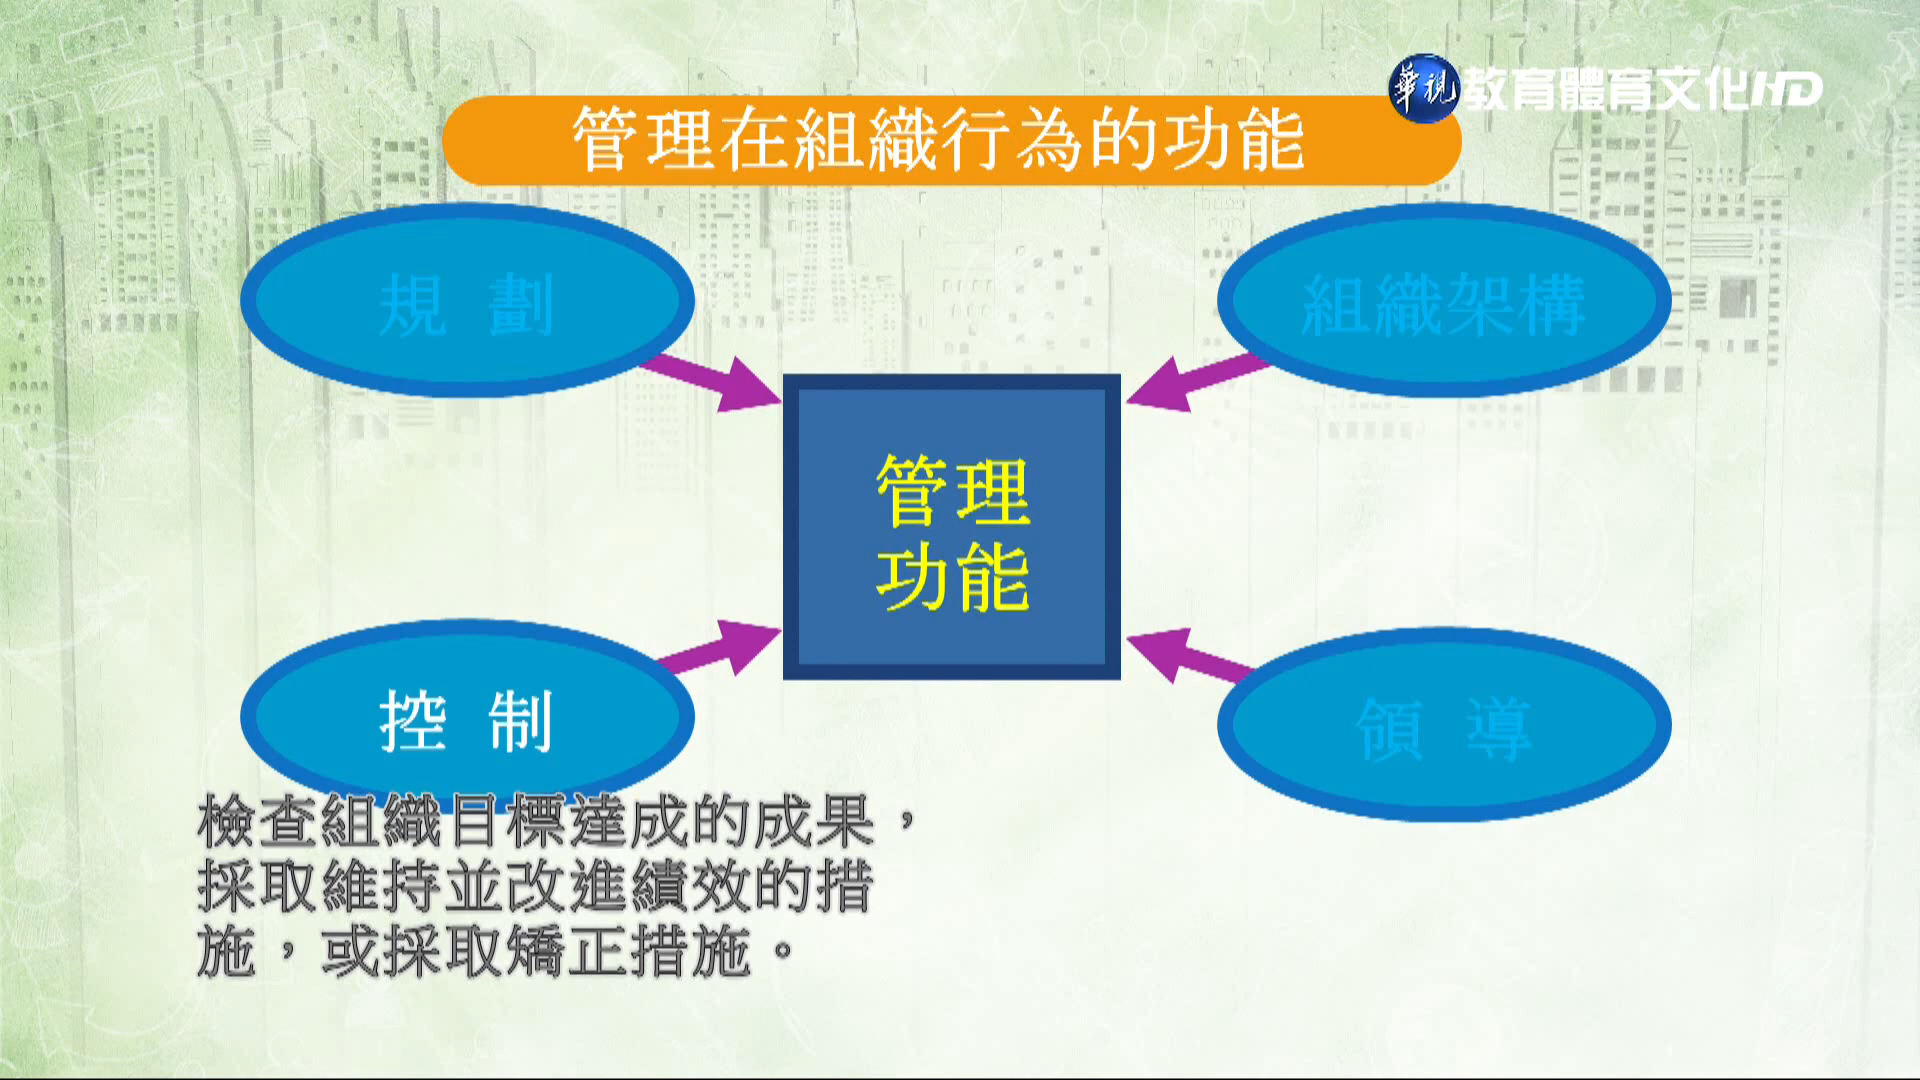 華視 教育體育文化HD
管理在組織行為的功能
規 劃
組織架構
管理
功能
控 制
領 導
檢查組織目標達成的成果，
採取維持並改進績效的措
施，或採取矯正措施。